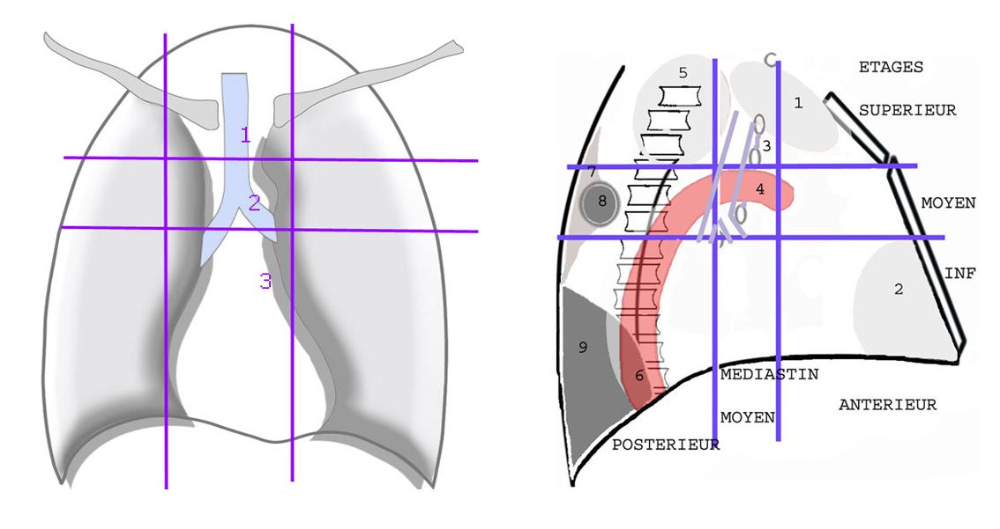 1
2
3
5
C
1
ETAGES
SUPERIEUR
3
7
8
4
MOYEN
INF
2
9
6
MEDIASTIN
MOYEN
ANTERIEUR
POSTERIEUR